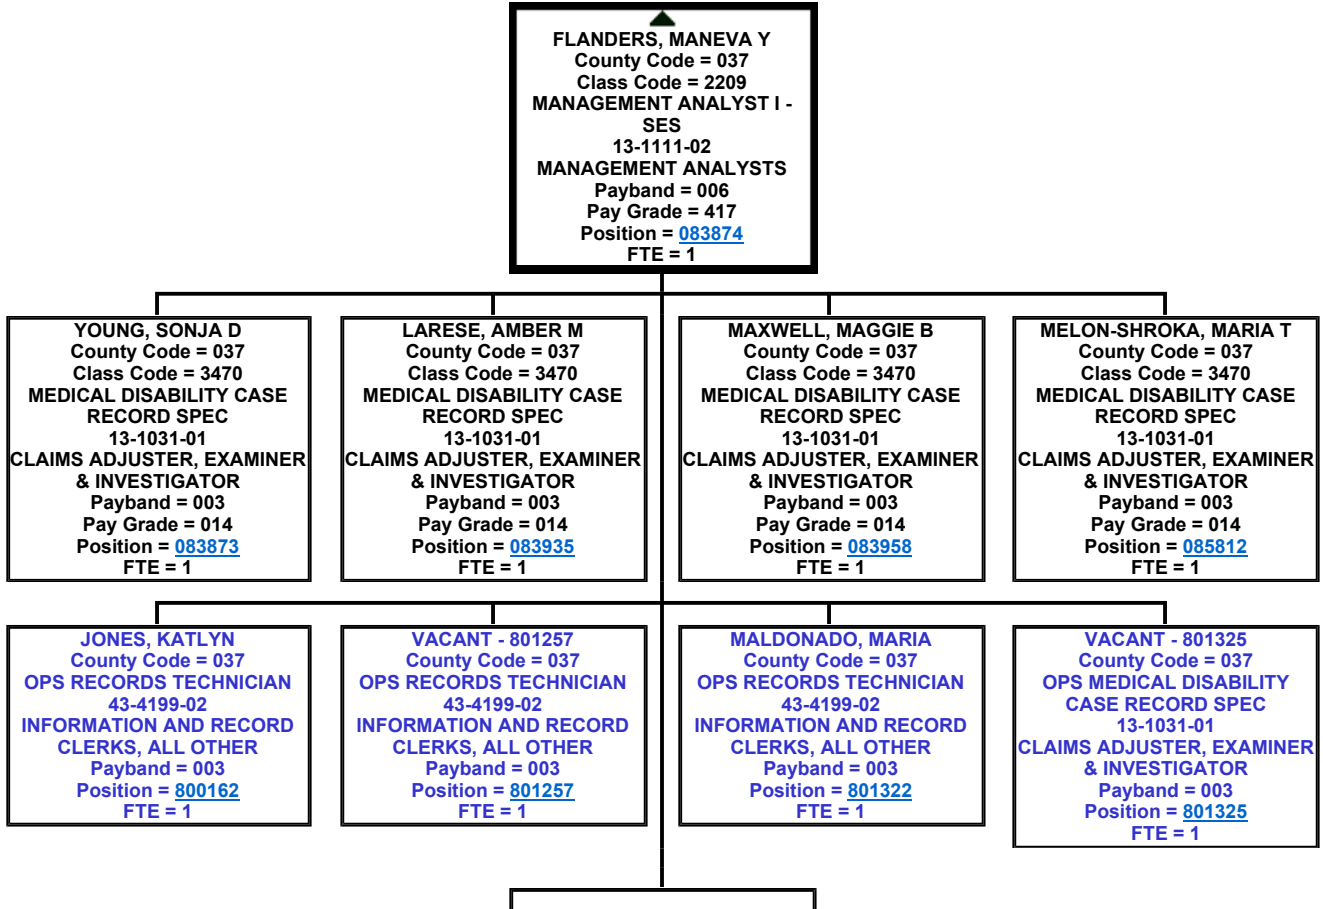 FLANDERS, MANEVA Y
County Code = 037
Class Code = 2209
MANAGEMENT ANALYST I -
SES
13-1111-02
MANAGEMENT ANALYSTS
Payband = 006
Pay Grade = 417
Position = 083874
FTE = 1
YOUNG, SONJA D
County Code = 037
Class Code = 3470
MEDICAL DISABILITY CASE
RECORD SPEC
13-1031-01
CLAIMS ADJUSTER, EXAMINER
& INVESTIGATOR
Payband = 003
Pay Grade = 014
Position = 083873
FTE = 1
LARESE, AMBER M
County Code = 037
Class Code = 3470
MEDICAL DISABILITY CASE
RECORD SPEC
13-1031-01
CLAIMS ADJUSTER, EXAMINER
& INVESTIGATOR
Payband = 003
Pay Grade = 014
Position = 083935
FTE = 1
MAXWELL, MAGGIE B
County Code = 037
Class Code = 3470
MEDICAL DISABILITY CASE
RECORD SPEC
13-1031-01
CLAIMS ADJUSTER, EXAMINER
& INVESTIGATOR
Payband = 003
Pay Grade = 014
Position = 083958
FTE = 1
MELON-SHROKA, MARIA T
County Code = 037
Class Code = 3470
MEDICAL DISABILITY CASE
RECORD SPEC
13-1031-01
CLAIMS ADJUSTER, EXAMINER
& INVESTIGATOR
Payband = 003
Pay Grade = 014
Position = 085812
FTE = 1
JONES, KATLYN
County Code = 037
OPS RECORDS TECHNICIAN
43-4199-02
INFORMATION AND RECORD
CLERKS, ALL OTHER
Payband = 003
Position = 800162
FTE = 1
VACANT - 801257
County Code = 037
OPS RECORDS TECHNICIAN
43-4199-02
INFORMATION AND RECORD
CLERKS, ALL OTHER
Payband = 003
Position = 801257
FTE = 1
MALDONADO, MARIA
County Code = 037
OPS RECORDS TECHNICIAN
43-4199-02
INFORMATION AND RECORD
CLERKS, ALL OTHER
Payband = 003
Position = 801322
FTE = 1
VACANT - 801325
County Code = 037
OPS MEDICAL DISABILITY
CASE RECORD SPEC
13-1031-01
CLAIMS ADJUSTER, EXAMINER
& INVESTIGATOR
Payband = 003
Position = 801325
FTE = 1